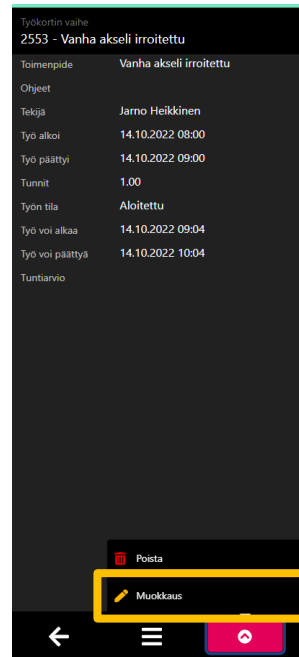 Työkortin vaihe
2553 - Vanha akseli irroitettu
Toimenpide Vanha akseli irroitettu
Ohjeet
Tekijä Jarno Heikkinen
Työ alkoi 14.10.2022 08:00
Työ päättyi 14.10.2022 09:00
Tunnit 1.00
Työn tila Aloitettu
Työ voi alkaa 14.10.2022 09:04
Työ voi päättyä 14.10.2022 10:04
Tuntiarvio
Poista
Muokkaus